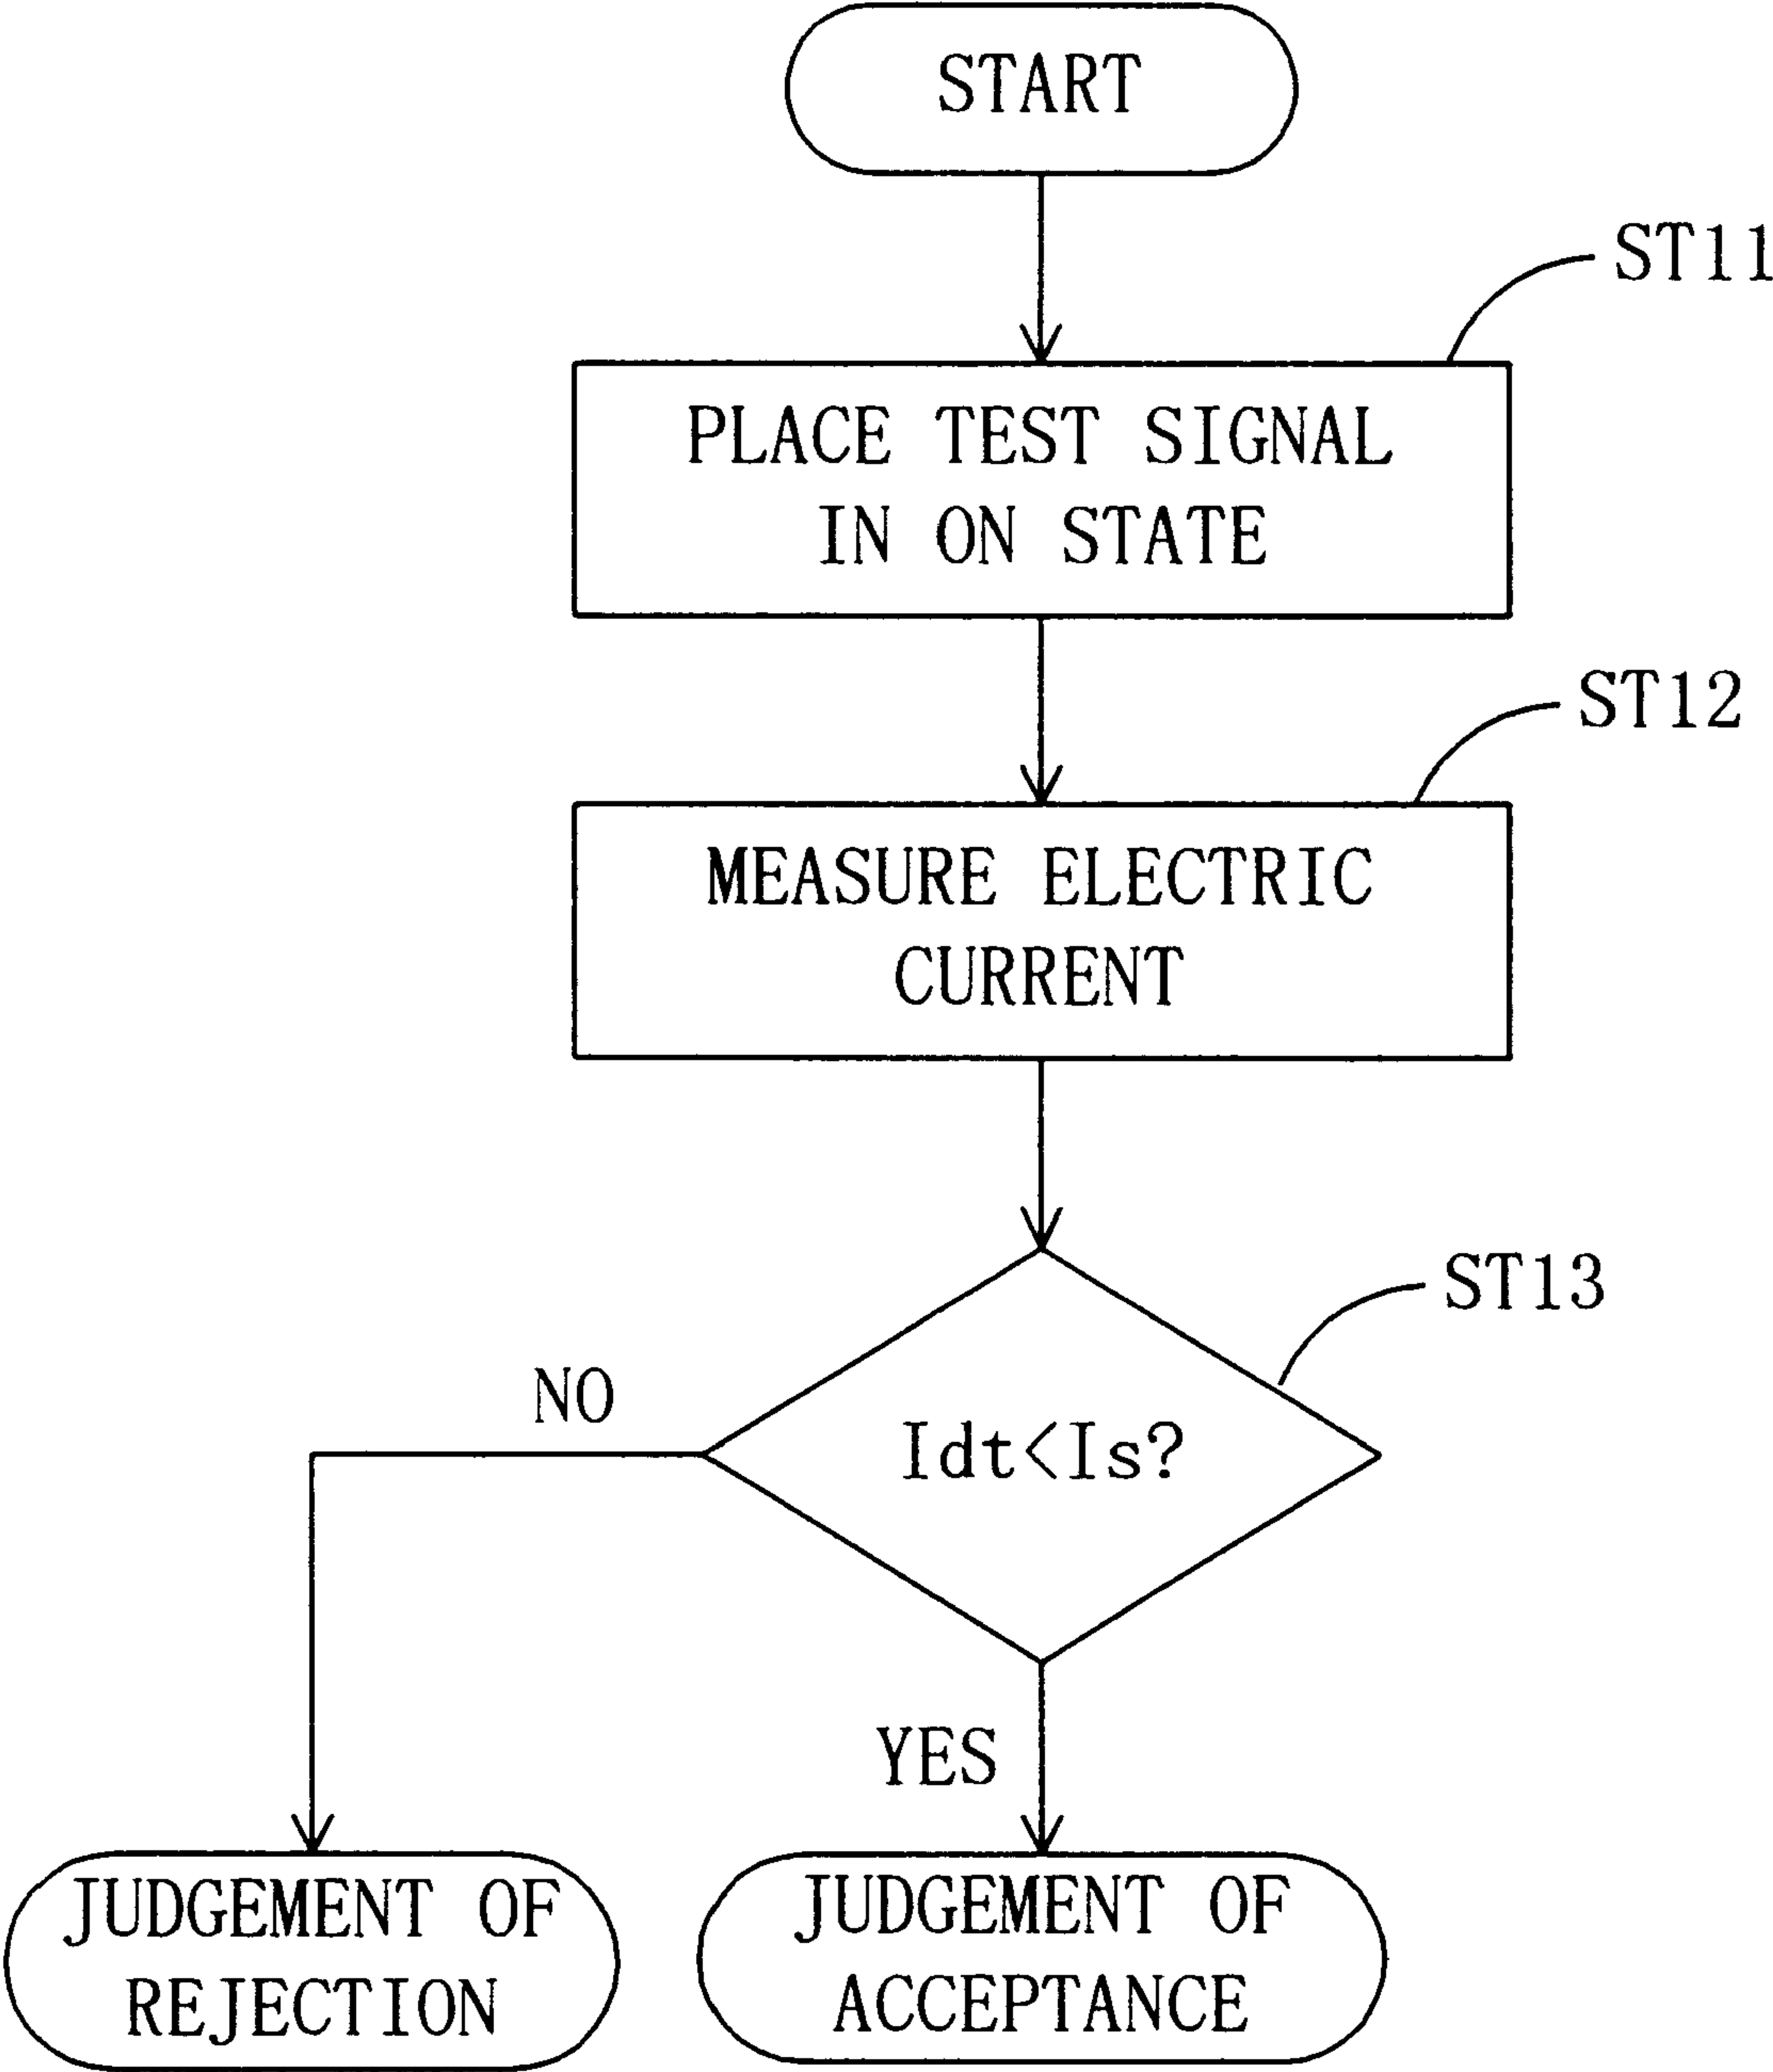 START
ST11
PLACE TEST SIGNAL
IN ON STATE
ST12
MEASURE ELECTRIC
CURRENT
ST13
NO
Idt<Is?
YES
JUDGEMENT OF
REJECTION
JUDGEMENT OF
ACCEPTANCE